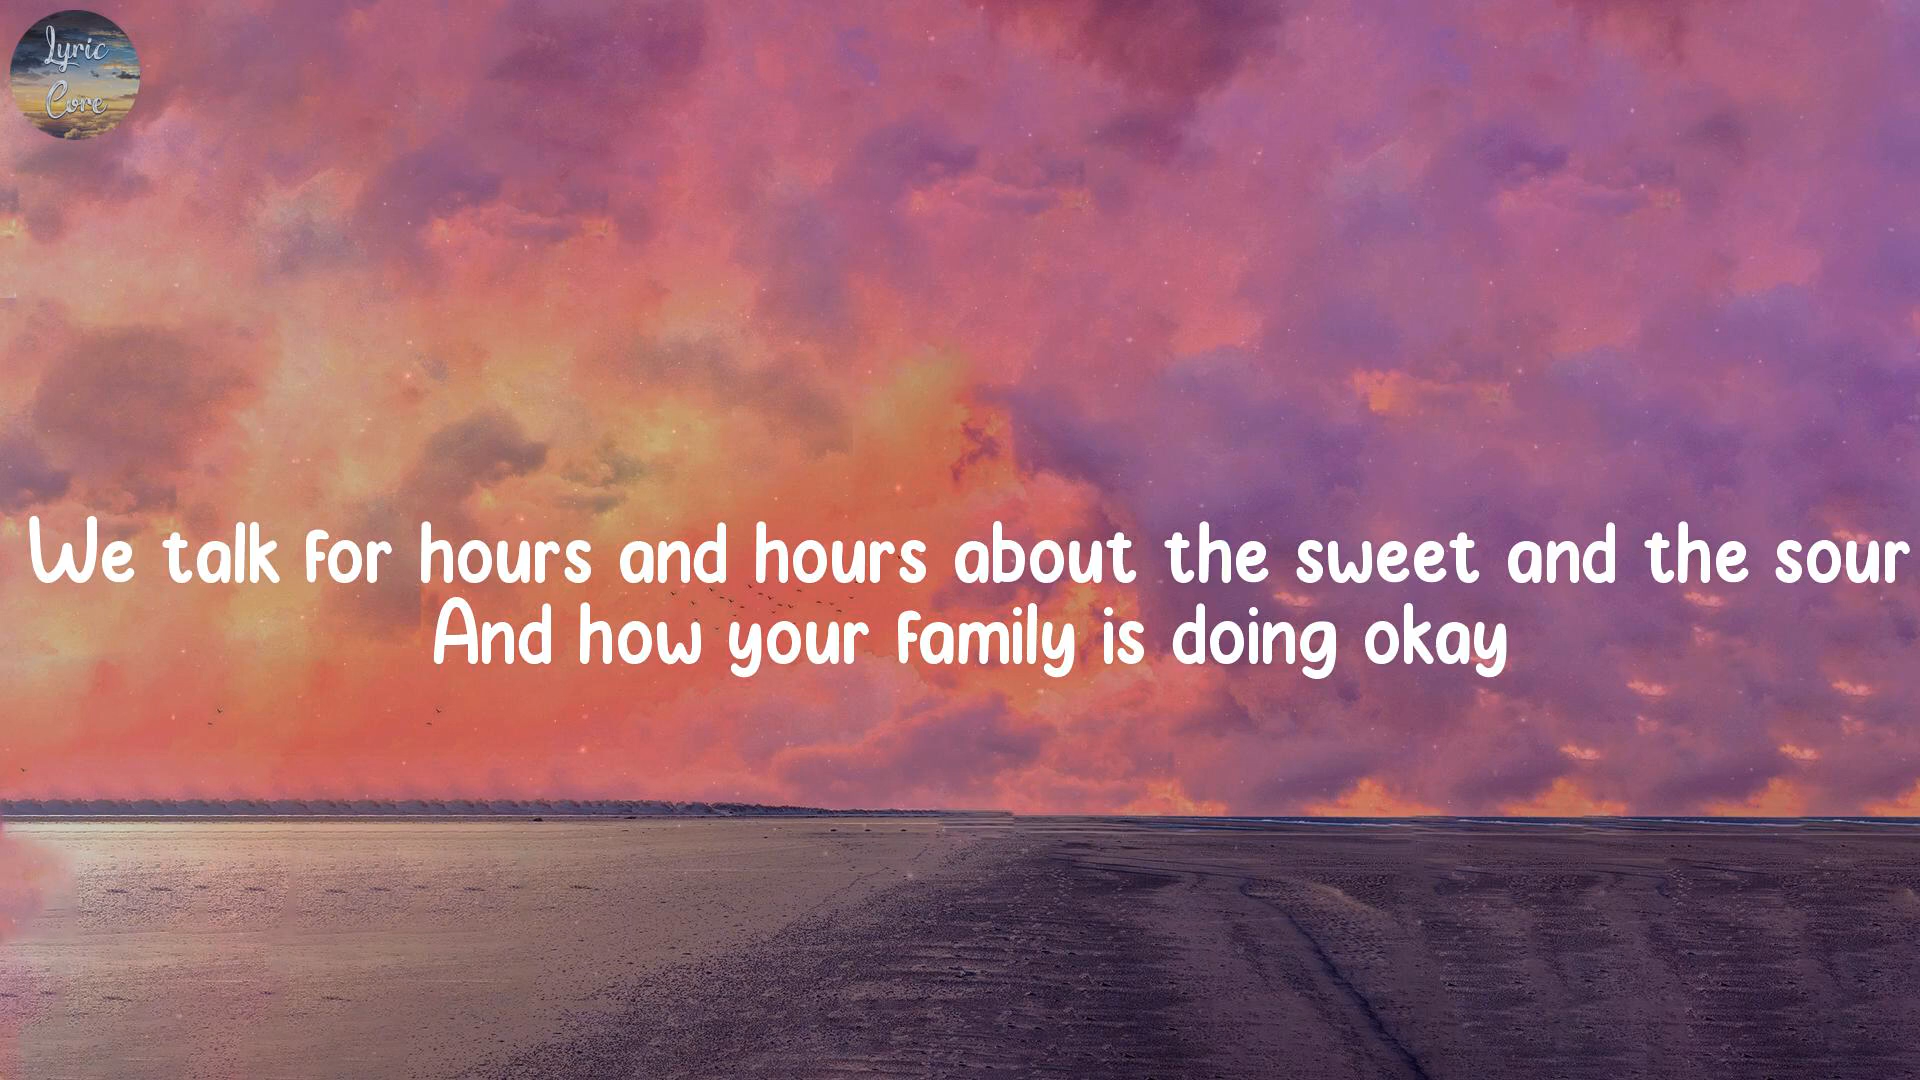 Lyric
Core
We talk for hours and hours about the sweet and the sour
And how your family is doing okay